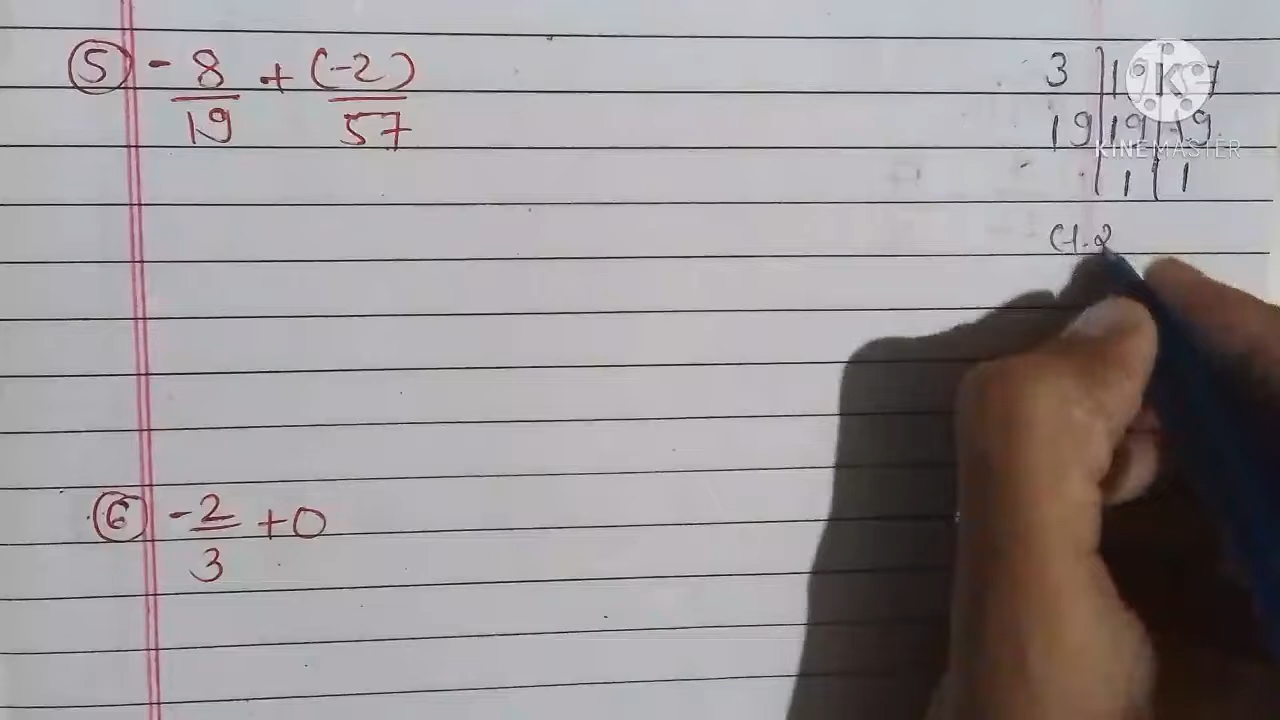 ⑤ - 8/19 + (-2)/57
3 | 19 | 57
19 | 19 | 19
1 | 1
KINEMASTER
⑥ -2/3 + 0